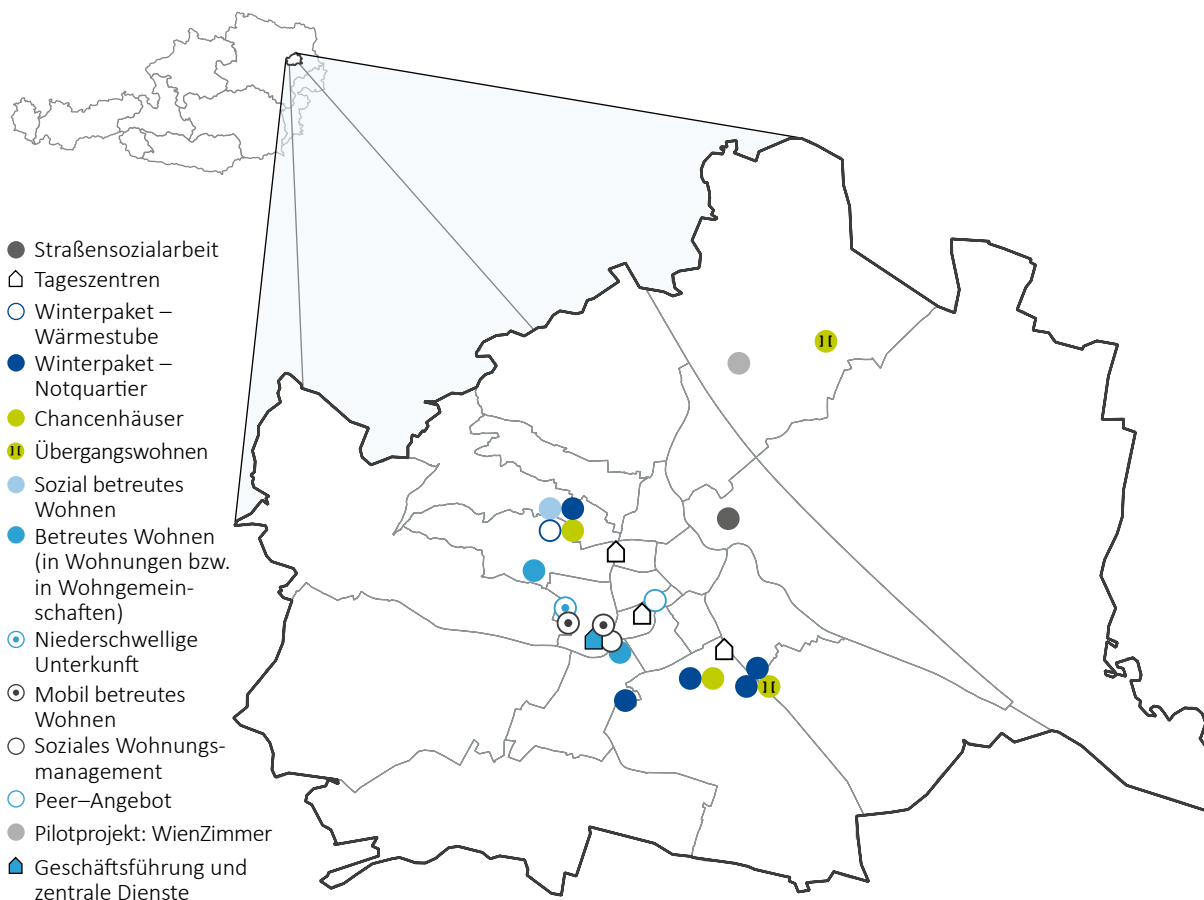 Straßensozialarbeit
Tageszentren
Winterpaket –
Wärmestube
Winterpaket –
Notquartier
Chancenhäuser
Übergangswohnen
Sozial betreutes
Wohnen
Betreutes Wohnen
(in Wohnungen bzw.
in Wohngemein-
schaften)
Niederschwellige
Unterkunft
Mobil betreutes
Wohnen
Soziales Wohnungs-
management
Peer–Angebot
Pilotprojekt: WienZimmer
Geschäftsführung und
zentrale Dienste